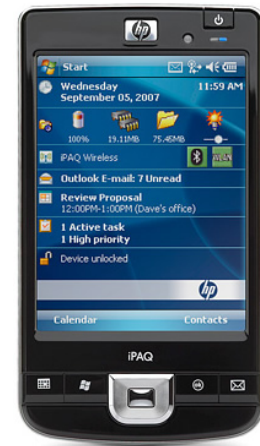 hp
Start
Wednesday 11:59 AM
September 05, 2007
100% 19.11MB 75.45MB
iPAQ Wireless WLAN
Outlook E-mail: 7 Unread
Review Proposal
12:00PM-1:00PM (Dave's office)
1 Active task
1 High priority
Device unlocked
hp
Calendar Contacts
iPAQ
ok